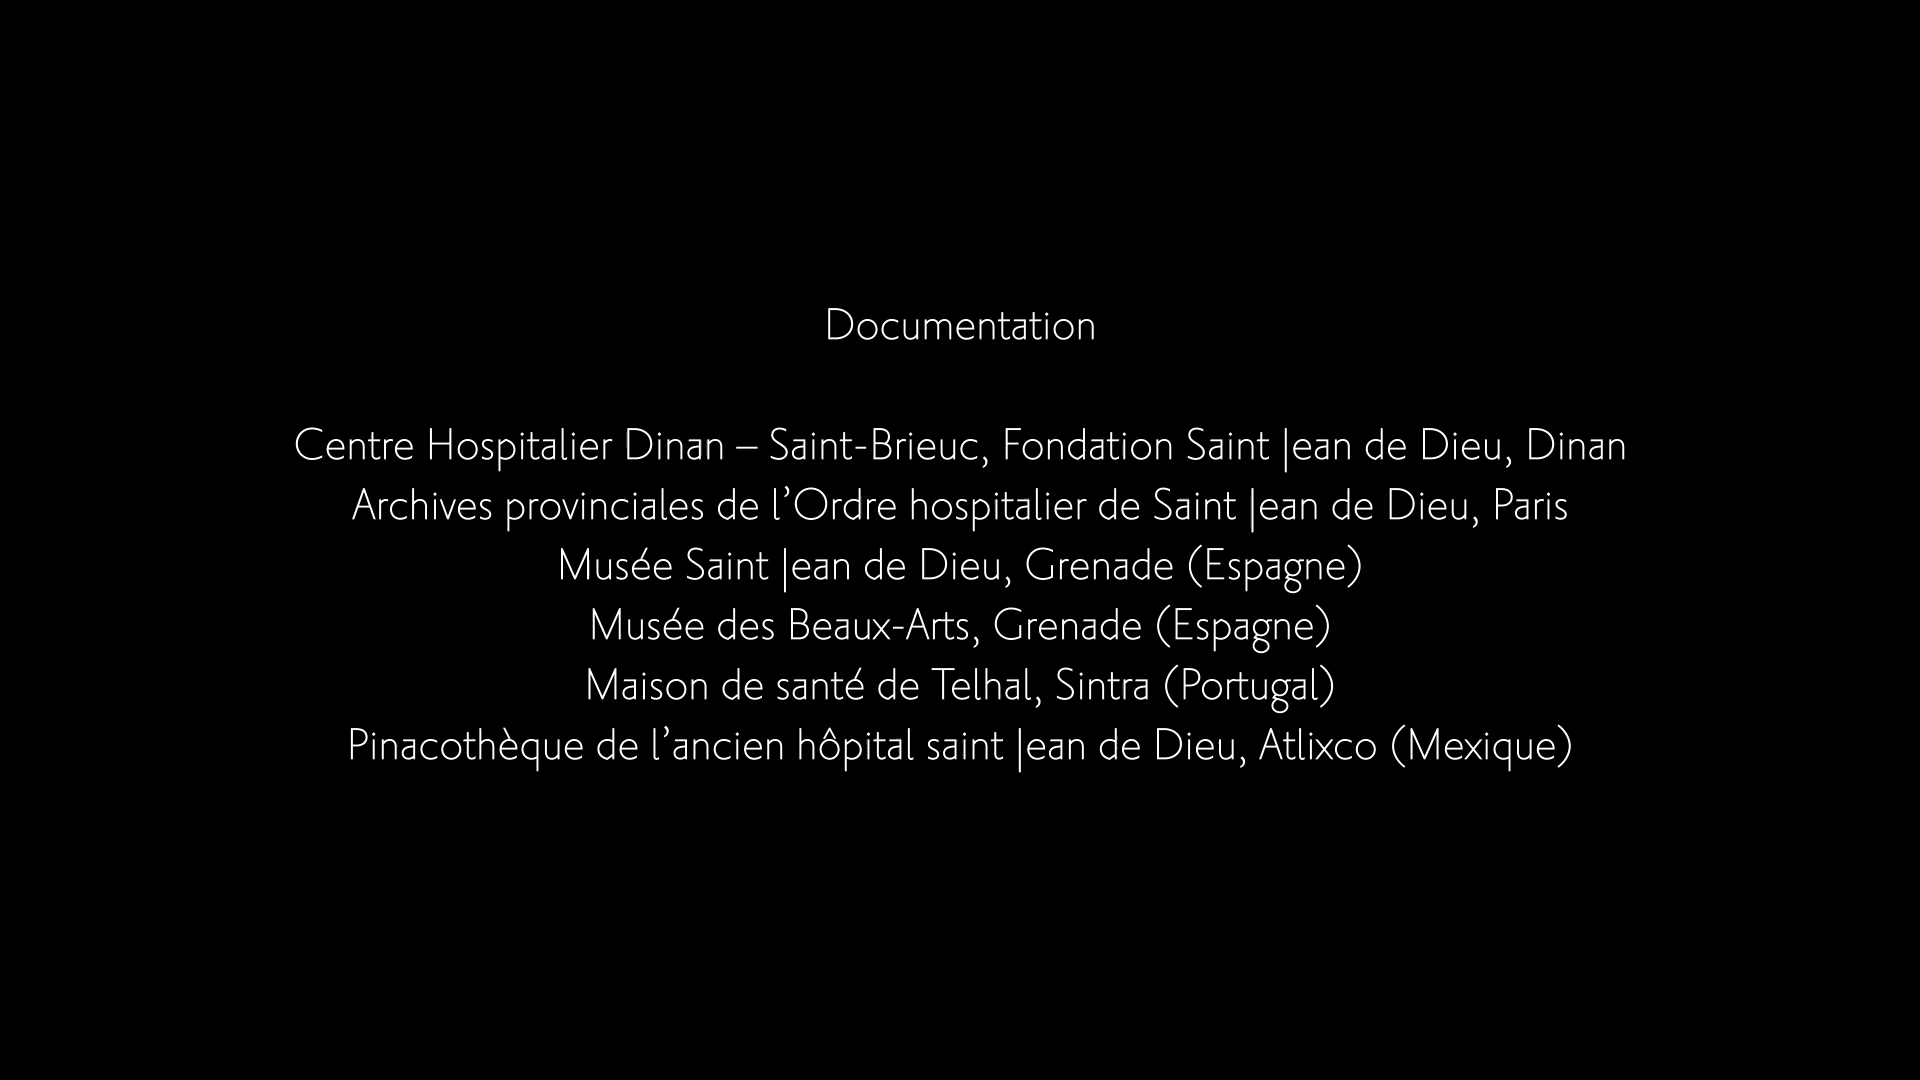 Documentation
Centre Hospitalier Dinan – Saint-Brieuc, Fondation Saint Jean de Dieu, Dinan
Archives provinciales de l’Ordre hospitalier de Saint Jean de Dieu, Paris
Musée Saint Jean de Dieu, Grenade (Espagne)
Musée des Beaux-Arts, Grenade (Espagne)
Maison de santé de Telhal, Sintra (Portugal)
Pinacothèque de l’ancien hôpital saint Jean de Dieu, Atlixco (Mexique)